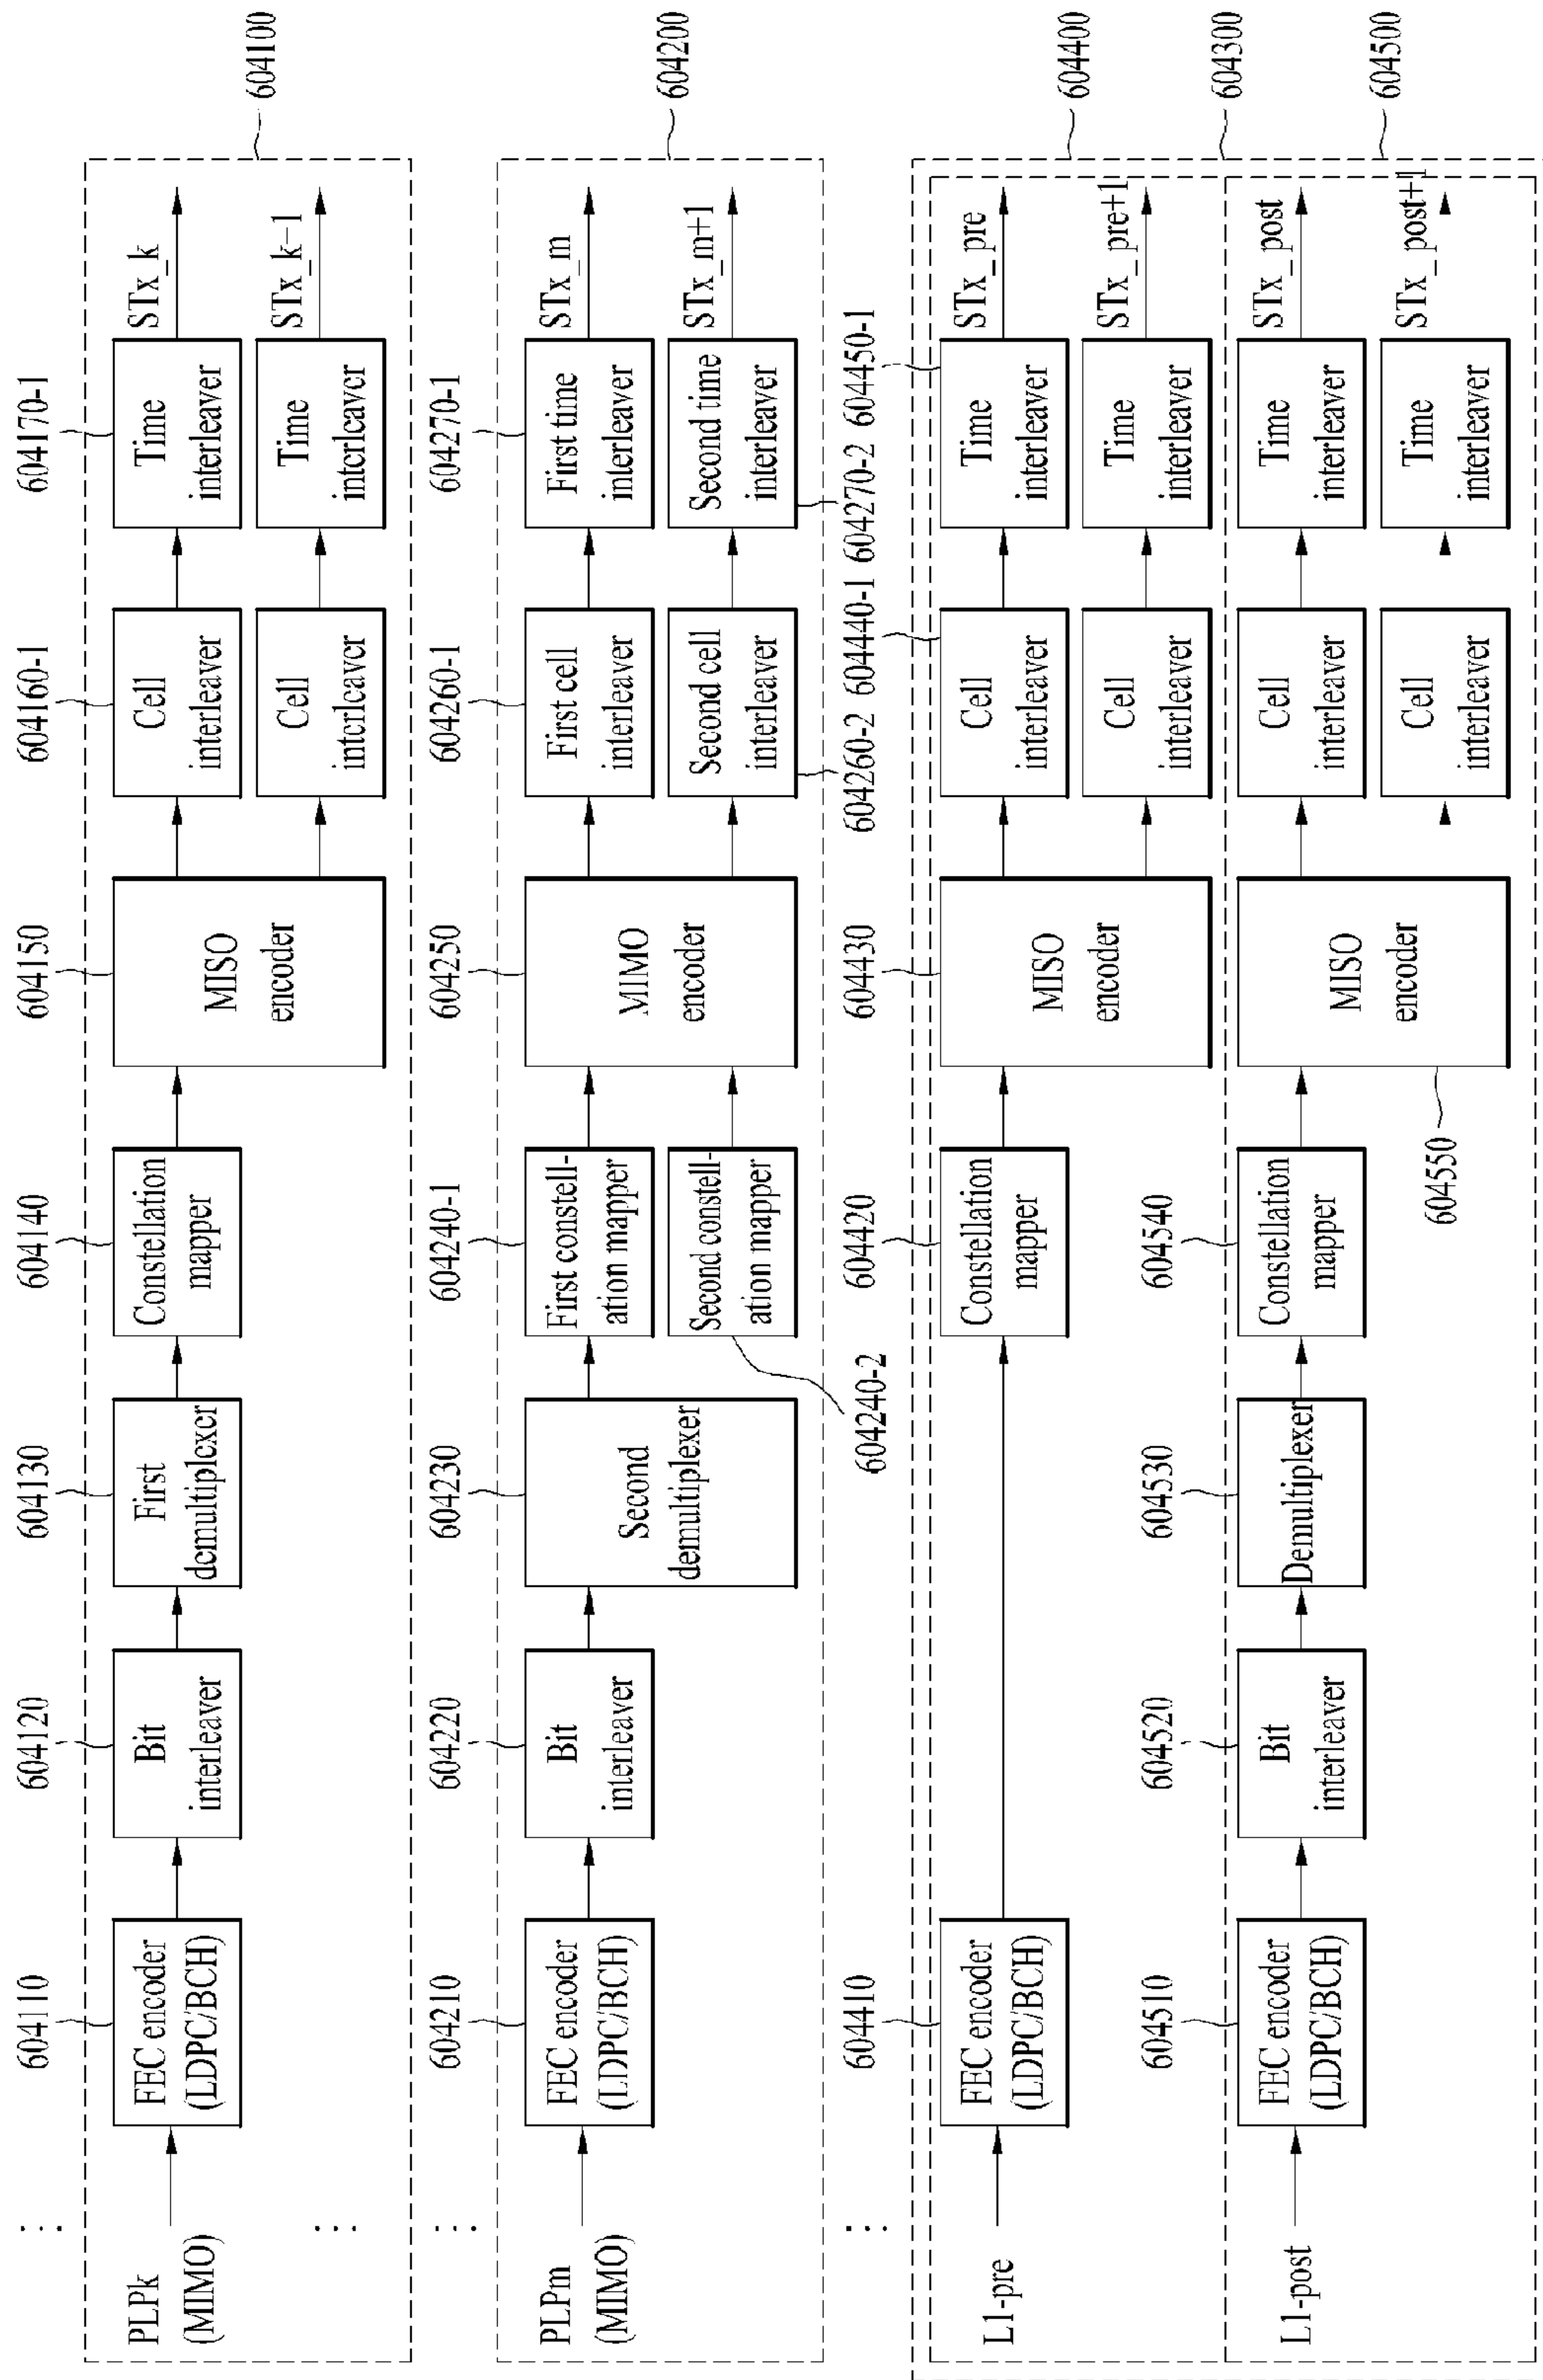 604110
604120
604130
604140
604150
604160-1
604170-1
604100
⋮
PLPk
(MIMO)
FEC encoder
(LDPC/BCH)
Bit
interleaver
First
demultiplexer
Constellation
mapper
MISO
encoder
Cell
interleaver
Time
interleaver
STx_k
Cell
interleaver
Time
interleaver
STx_k-1
⋮
604210
604220
604230
604240-1
604250
604260-1
604270-1
604200
⋮
PLPm
(MIMO)
FEC encoder
(LDPC/BCH)
Bit
interleaver
Second
demultiplexer
First constell-
ation mapper
MIMO
encoder
First cell
interleaver
First time
interleaver
STx_m
Second constell-
ation mapper
Second cell
interleaver
Second time
interleaver
STx_m+1
604240-2
604260-2
604270-2
⋮
604410
604420
604430
604440-1
604450-1
604400
604300
604500
L1-pre
FEC encoder
(LDPC/BCH)
Constellation
mapper
MISO
encoder
Cell
interleaver
Time
interleaver
STx_pre
Cell
interleaver
Time
interleaver
STx_pre+1
604510
604520
604530
604540
L1-post
FEC encoder
(LDPC/BCH)
Bit
interleaver
Demultiplexer
Constellation
mapper
MISO
encoder
Cell
interleaver
Time
interleaver
STx_post
Cell
interleaver
Time
interleaver
STx_post+1
604550